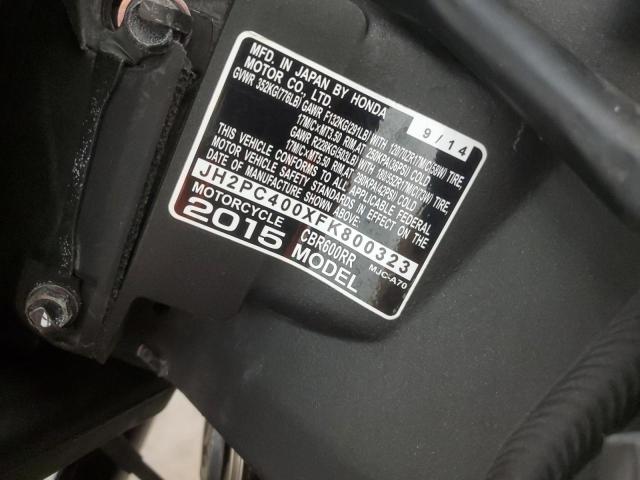 MFD. IN JAPAN BY HONDA
MOTOR CO., LTD.
9/14
GVWR 352KG(776LB) GAWR F132KG(291LB) WITH 120/70ZR17M/C(58W) TIRE,
17M/C×MT3.50 RIM, AT 250KPA(36PSI) COLD.
GAWR R228KG(503LB) WITH 180/55ZR17M/C(73W) TIRE,
17M/C×MT5.50 RIM, AT 290KPA(42PSI) COLD.
THIS VEHICLE CONFORMS TO ALL APPLICABLE FEDERAL
MOTOR VEHICLE SAFETY STANDARDS IN EFFECT ON THE
DATE OF MANUFACTURE SHOWN ABOVE.
JH2PC400XFK800323
MOTORCYCLE CBR600RR MJC-A70
2015 MODEL